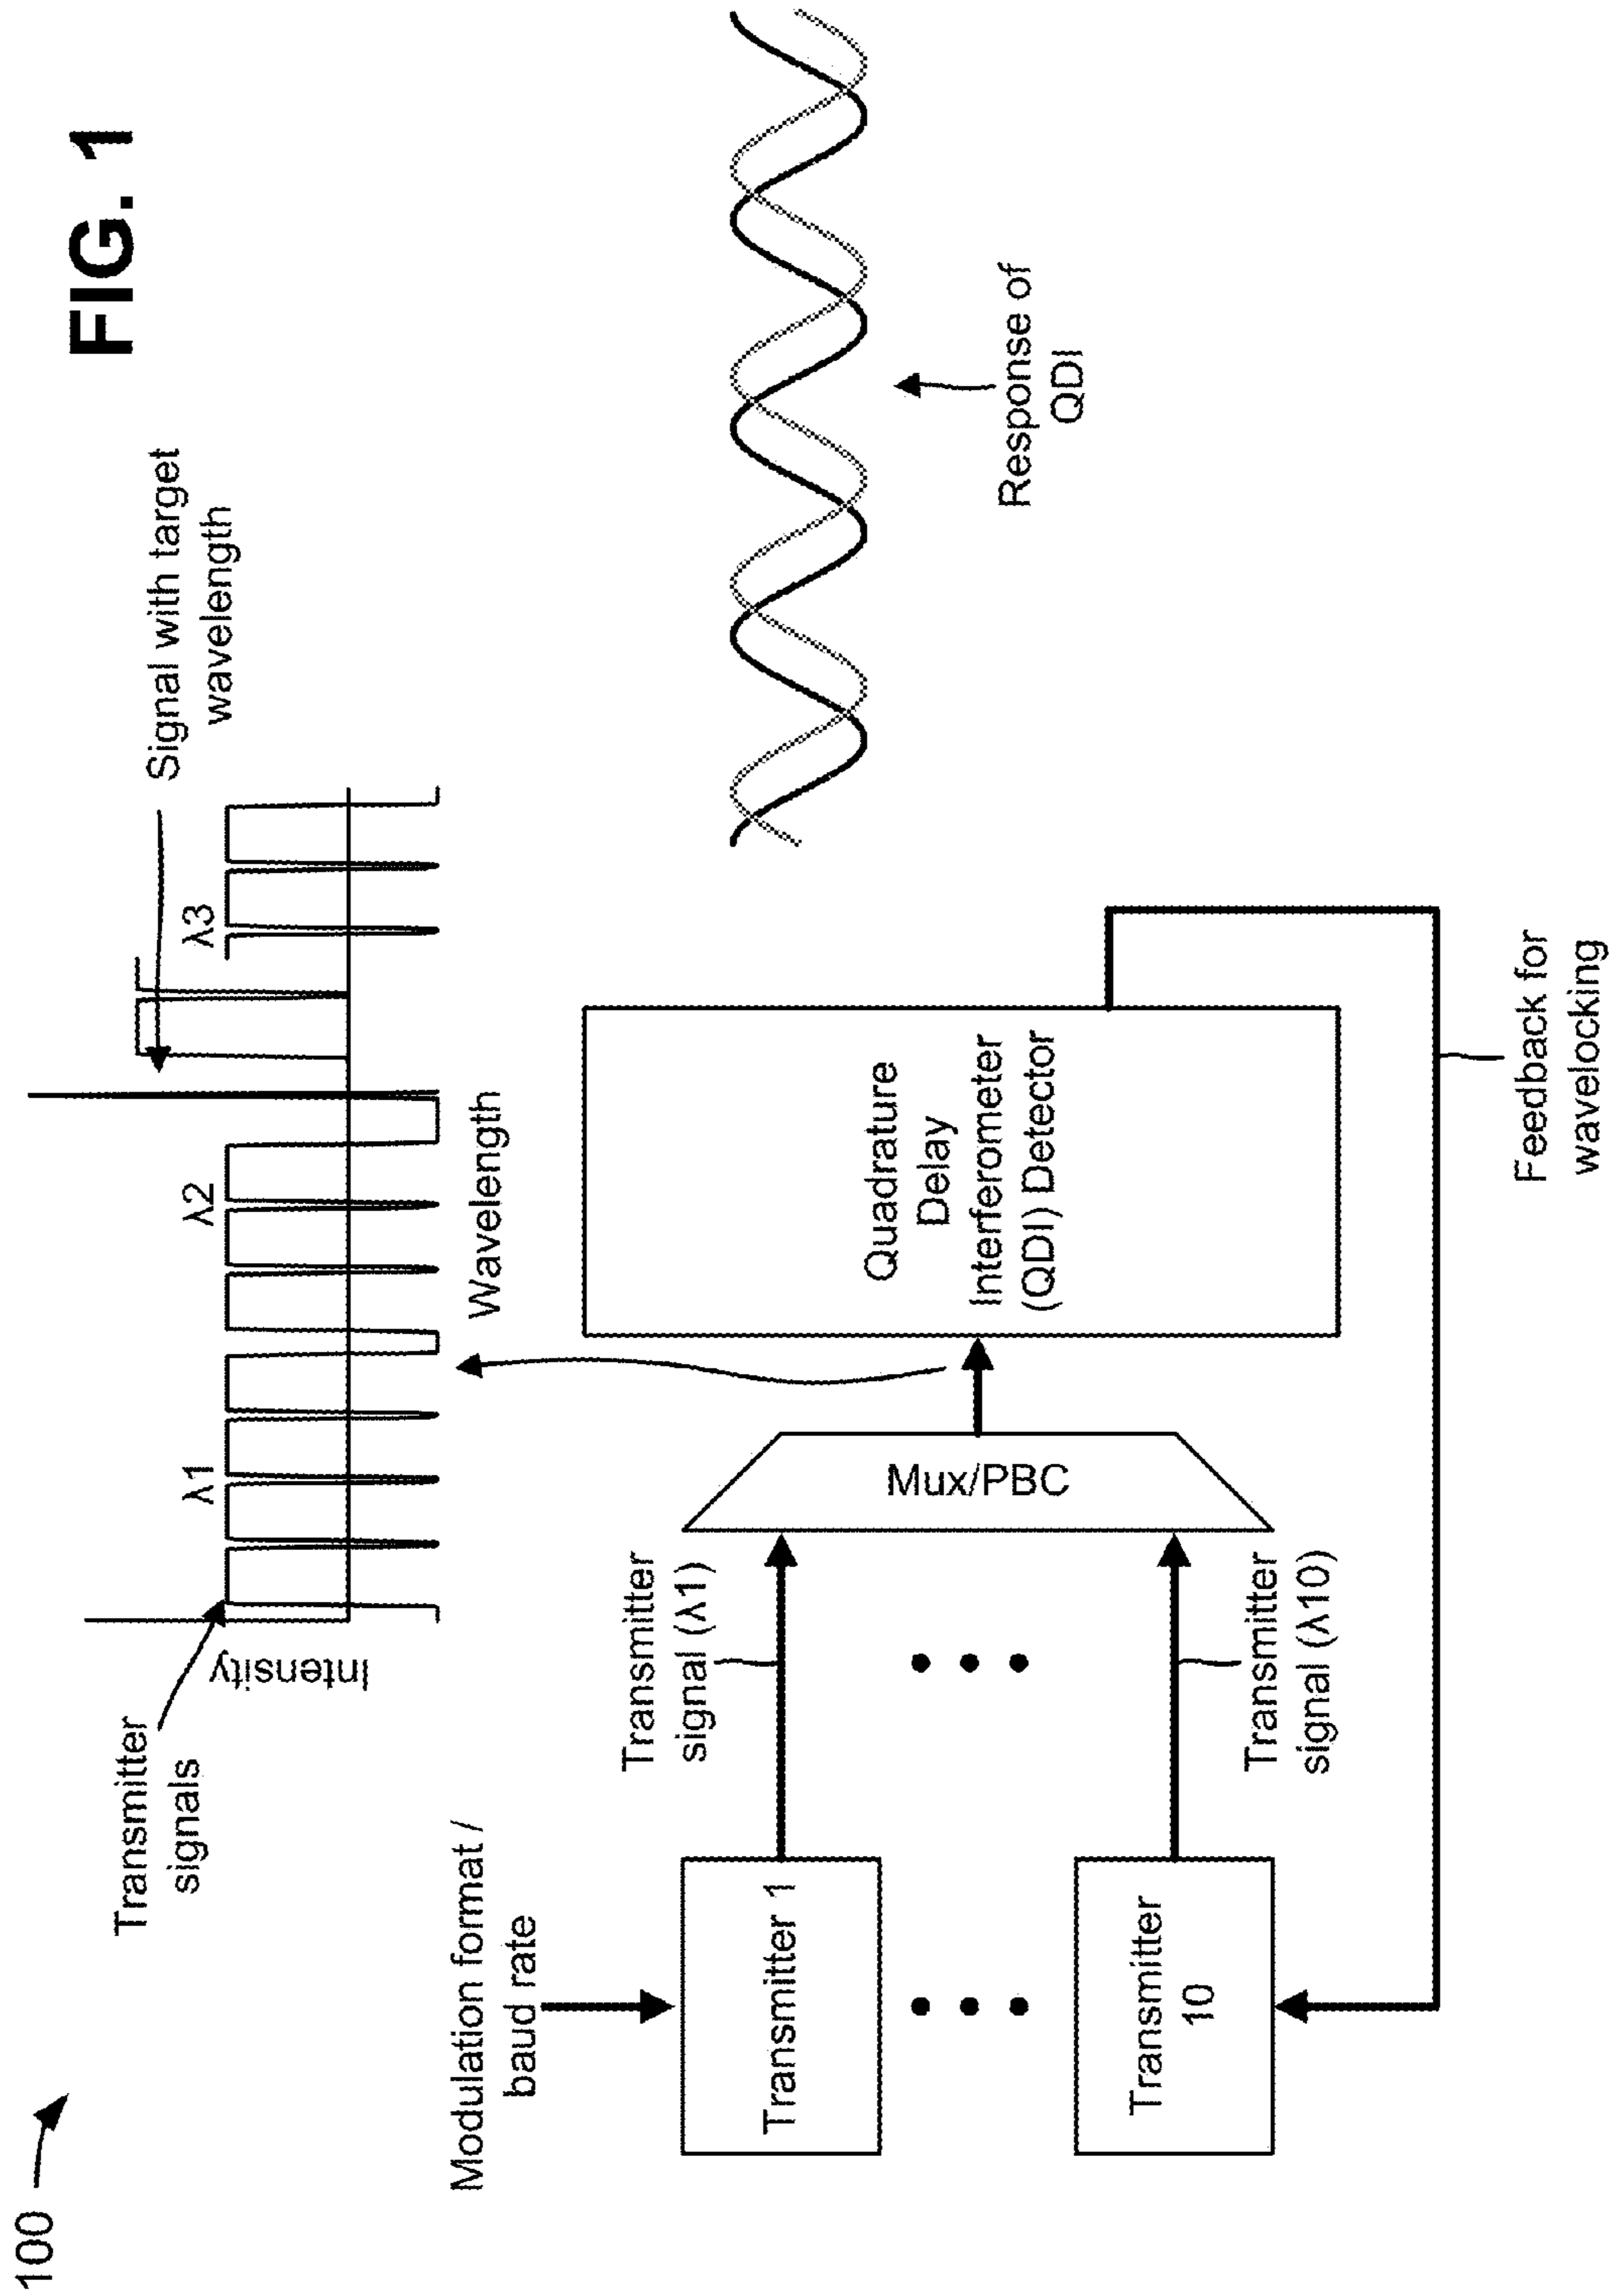 100
FIG. 1
Transmitter
signals
Signal with target
wavelength
Intensity
λ1
λ2
λ3
Wavelength
Modulation format /
baud rate
Transmitter
signal (λ1)
Transmitter 1
Mux/PBC
Quadrature
Delay
Interferometer
(QDI) Detector
Response of
QDI
Transmitter
10
Transmitter
signal (λ10)
Feedback for
wavelocking